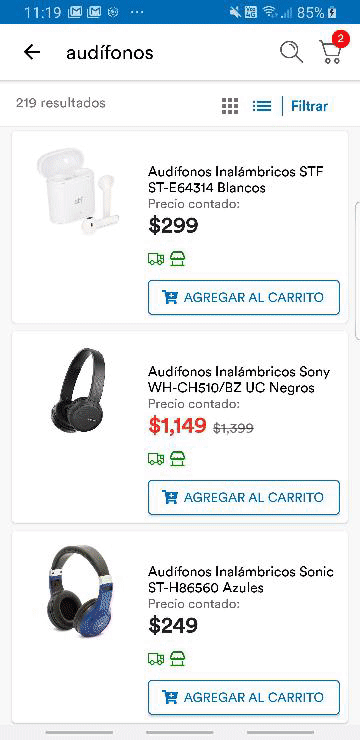 11:19
85%
audífonos
2
219 resultados
Filtrar
Audífonos Inalámbricos STF
ST-E64314 Blancos
Precio contado:
$299
AGREGAR AL CARRITO
Audífonos Inalámbricos Sony
WH-CH510/BZ UC Negros
Precio contado:
$1,149 $1,399
AGREGAR AL CARRITO
Audífonos Inalámbricos Sonic
ST-H86560 Azules
Precio contado:
$249
AGREGAR AL CARRITO